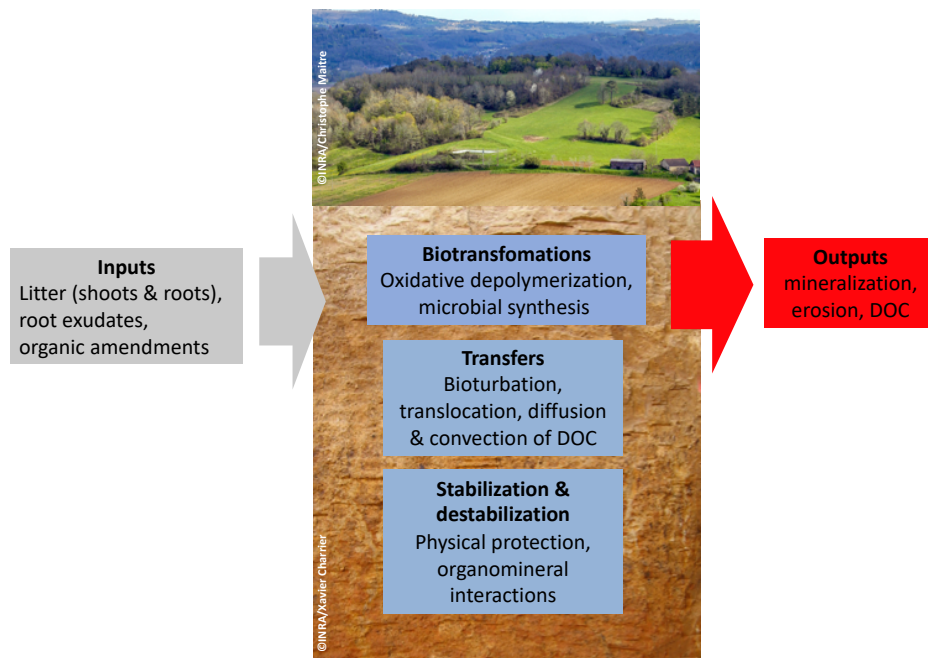 ©INRA/Christophe Maitre
Inputs
Litter (shoots & roots),
root exudates,
organic amendments
Biotransfomations
Oxidative depolymerization,
microbial synthesis
Transfers
Bioturbation,
translocation, diffusion
& convection of DOC
Stabilization &
destabilization
Physical protection,
organomineral
interactions
©INRA/Xavier Charrier
Outputs
mineralization,
erosion, DOC